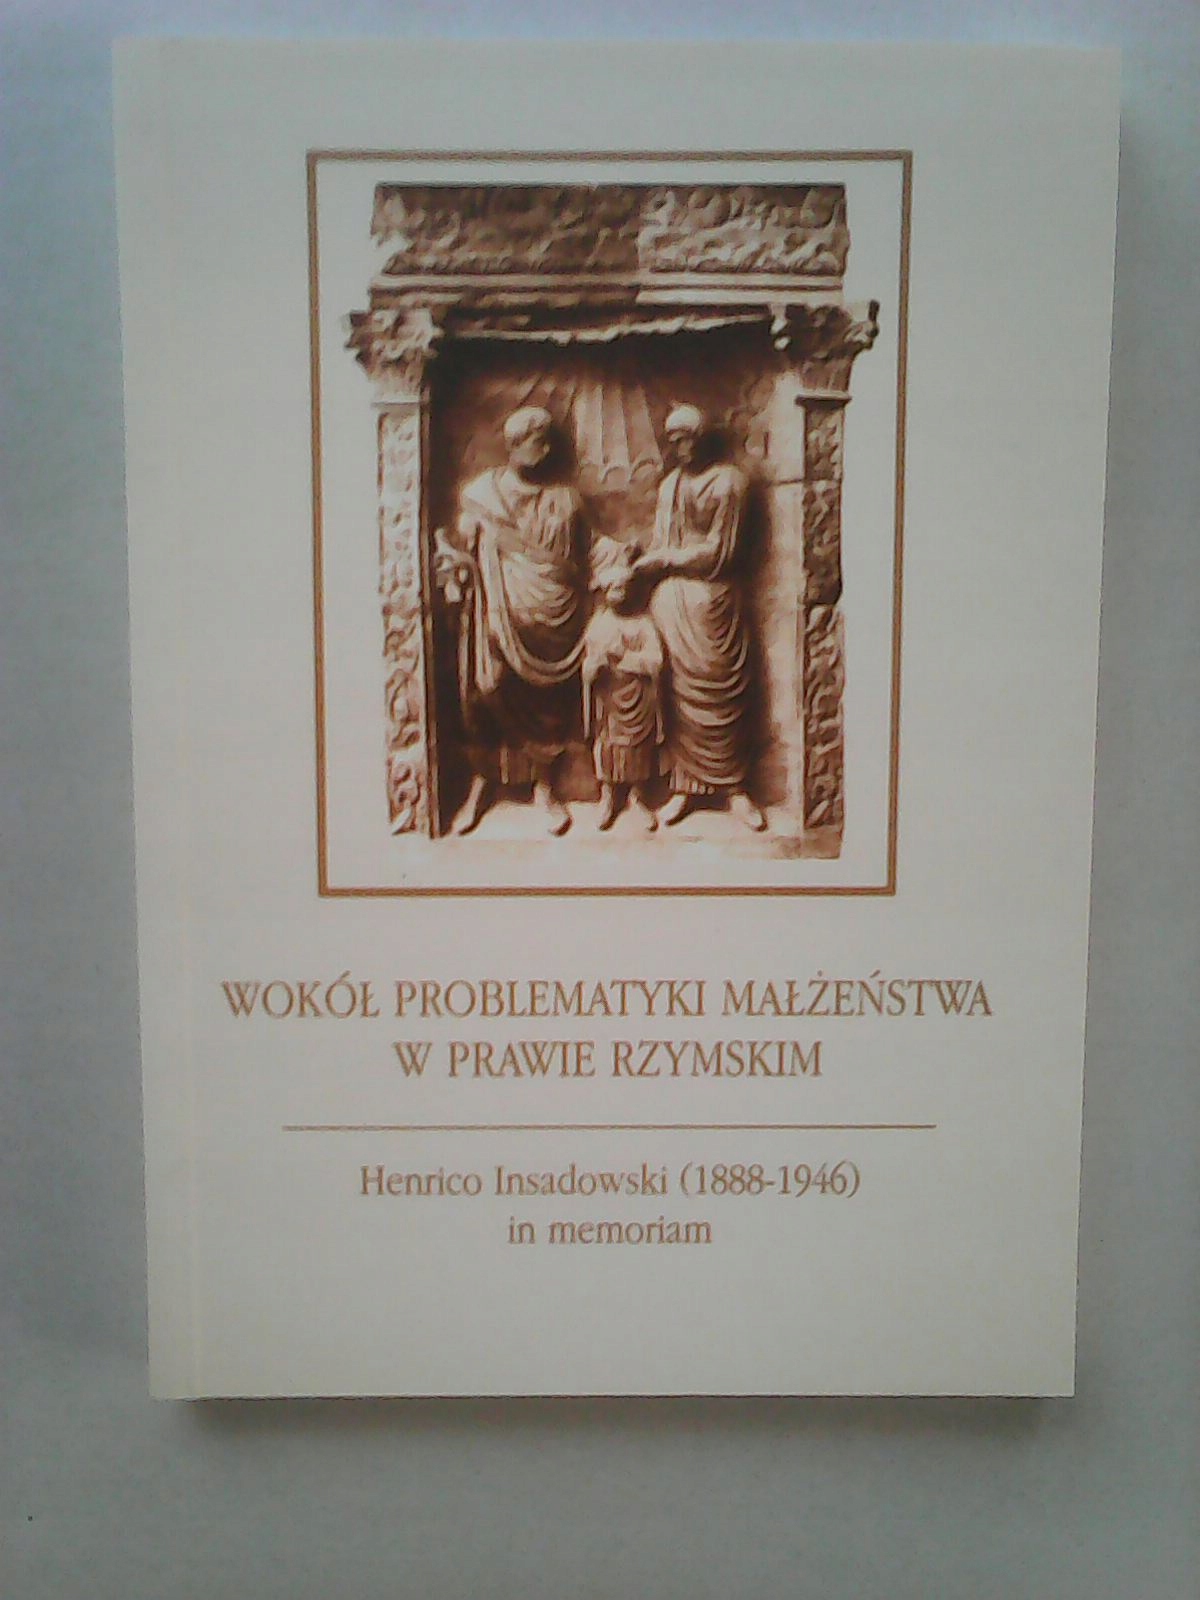 WOKÓŁ PROBLEMATYKI MAŁŻEŃSTWA
W PRAWIE RZYMSKIM
Henrico Insadowski (1888-1946)
in memoriam